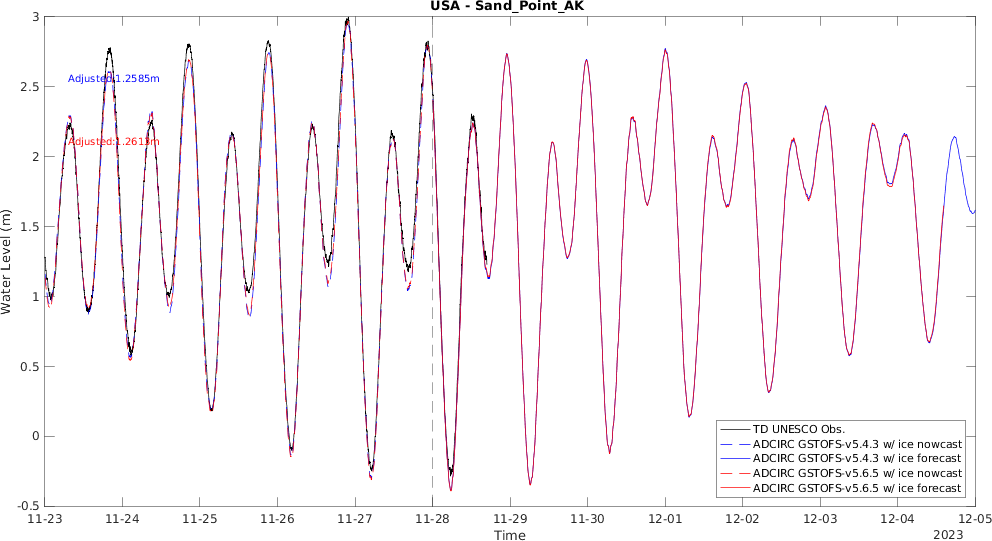 USA - Sand_Point_AK
Water Level (m)
3
2.5
2
1.5
1
0.5
0
-0.5
Adjusted:1.2585m
Adjusted:1.2613m
TD UNESCO Obs.
ADCIRC GSTOFS-v5.4.3 w/ ice nowcast
ADCIRC GSTOFS-v5.4.3 w/ ice forecast
ADCIRC GSTOFS-v5.6.5 w/ ice nowcast
ADCIRC GSTOFS-v5.6.5 w/ ice forecast
11-23 11-24 11-25 11-26 11-27 11-28 11-29 11-30 12-01 12-02 12-03 12-04 12-05
Time
2023